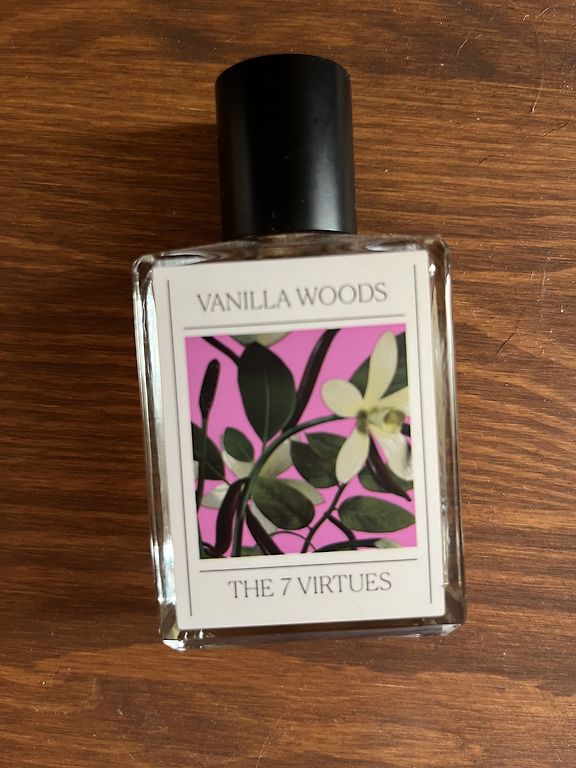 VANILLA WOODS
THE 7 VIRTUES